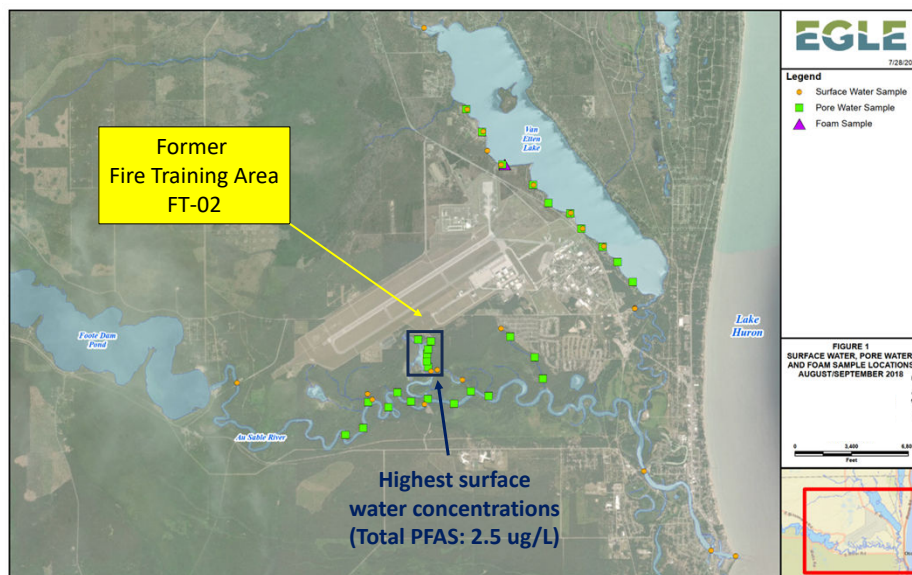 EGLE
7/28/20
Legend
Surface Water Sample
Pore Water Sample
Foam Sample
Former
Fire Training Area
FT-02
Van
Etten
Lake
Foote Dam
Pond
Lake
Huron
Au Sable River
Highest surface
water concentrations
(Total PFAS: 2.5 ug/L)
FIGURE 1
SURFACE WATER, PORE WATER
AND FOAM SAMPLE LOCATIONS
AUGUST/SEPTEMBER 2018
0 3,400 6,80
Feet